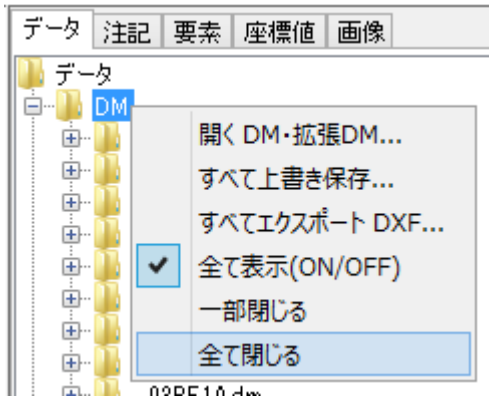 データ 注記 要素 座標値 画像
データ
DM
開く DM・拡張DM...
すべて上書き保存...
すべてエクスポート DXF...
全て表示(ON/OFF)
一部閉じる
全て閉じる